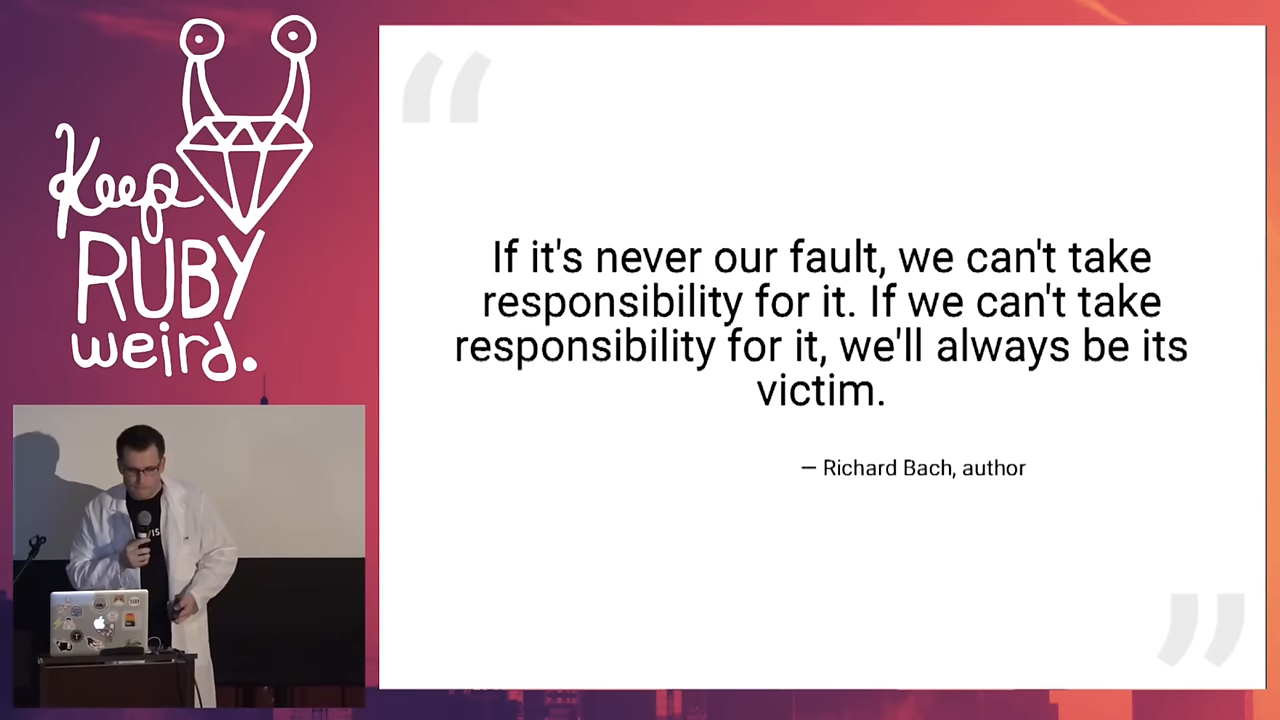 Keep
RUBY
weird.
“
If it's never our fault, we can't take
responsibility for it. If we can't take
responsibility for it, we'll always be its
victim.
— Richard Bach, author
”